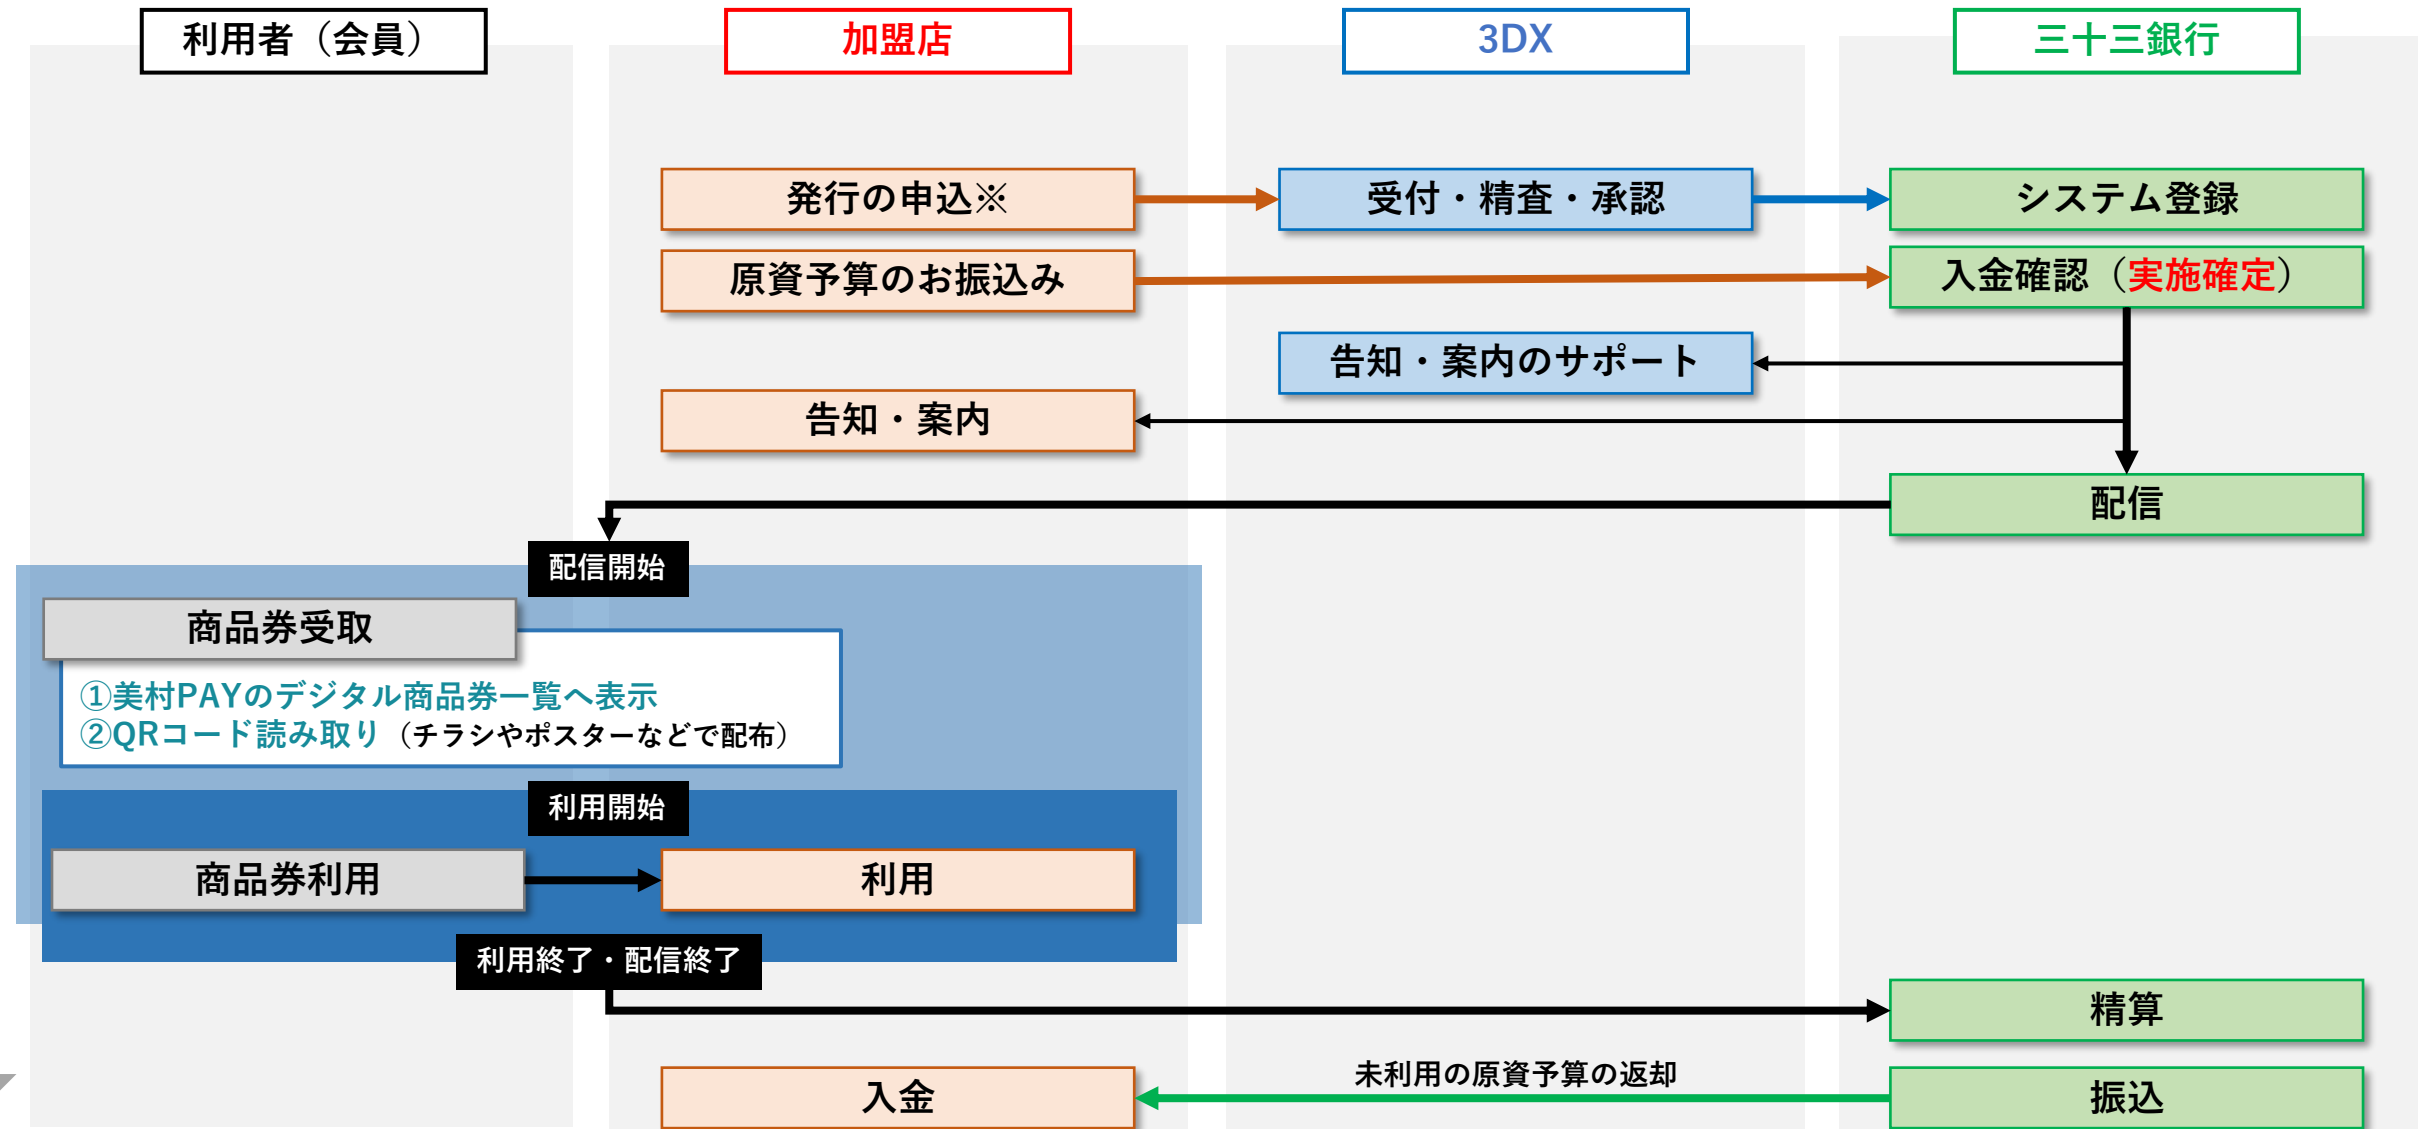 利用者（会員）
加盟店
3DX
三十三銀行
発行の申込※
受付・精査・承認
システム登録
原資予算のお振込み
入金確認（実施確定）
告知・案内のサポート
告知・案内
配信
配信開始
商品券受取
①美村PAYのデジタル商品券一覧へ表示
②QRコード読み取り（チラシやポスターなどで配布）
利用開始
商品券利用
利用
利用終了・配信終了
精算
未利用の原資予算の返却
入金
振込